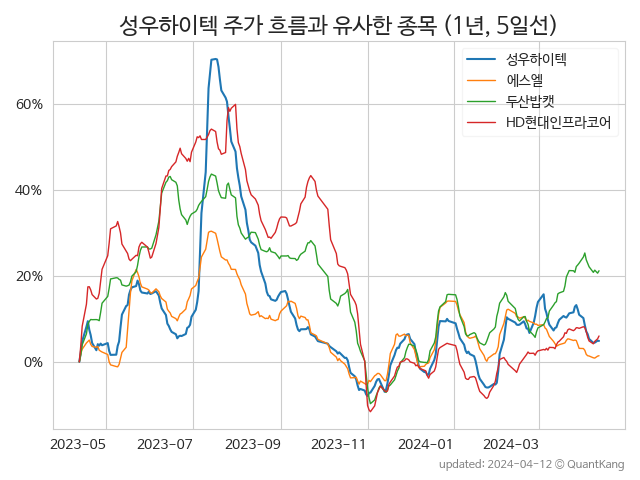 성우하이텍 주가 흐름과 유사한 종목 (1년, 5일선)
성우하이텍
에스엘
두산밥캣
HD현대인프라코어
60%
40%
20%
0%
2023-05 2023-07 2023-09 2023-11 2024-01 2024-03
updated: 2024-04-12 © QuantKang